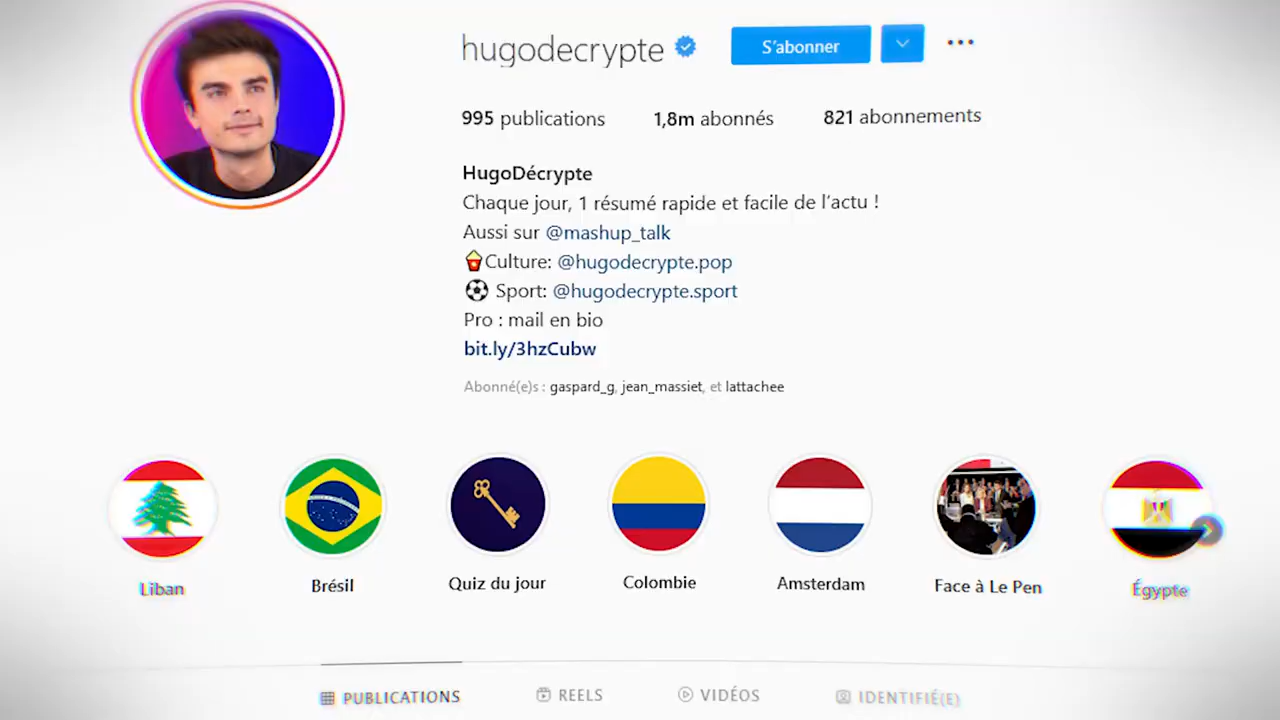 hugodecrypte
S'abonner
995 publications
1,8m abonnés
821 abonnements
HugoDécrypte
Chaque jour, 1 résumé rapide et facile de l'actu !
Aussi sur @mashup_talk
Culture: @hugodecrypte.pop
Sport: @hugodecrypte.sport
Pro : mail en bio
bit.ly/3hzCubw
Abonné(e)s : gaspard_g, jean_massiet, et lattachee
Liban
Brésil
Quiz du jour
Colombie
Amsterdam
Face à Le Pen
Égypte
PUBLICATIONS
REELS
VIDÉOS
IDENTIFIÉ(E)